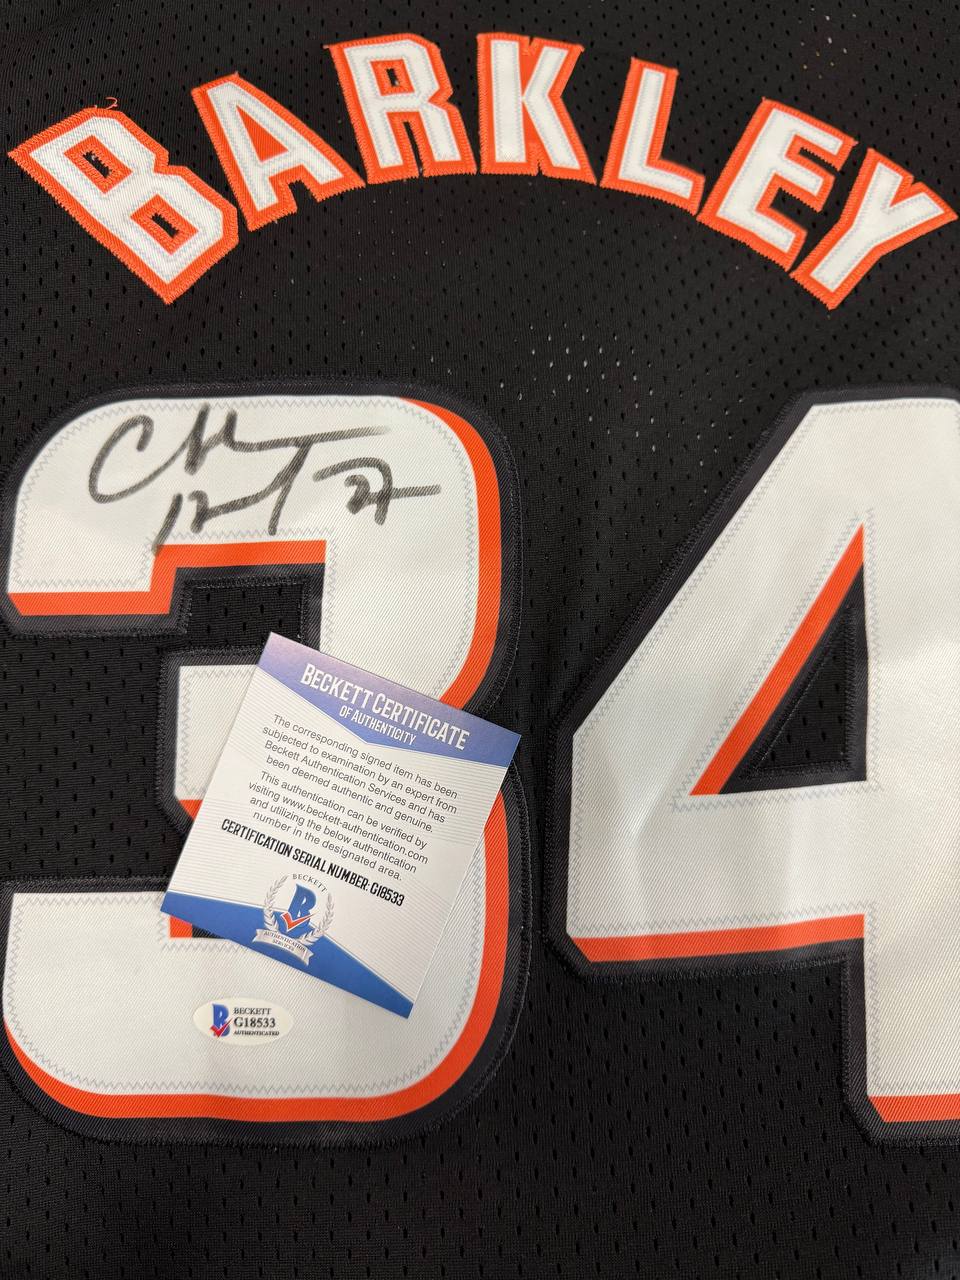 BARKLEY
34
BECKETT CERTIFICATE
OF AUTHENTICITY
The corresponding signed item has been
subjected to examination by an expert from
Beckett Authentication Services and has
been deemed authentic and genuine.
This authentication can be verified by
visiting www.beckett-authentication.com
and utilizing the below authentication
number in the designated area.
CERTIFICATION SERIAL NUMBER: G18533
BECKETT
B
AUTHENTICATION
SERVICES
B
BECKETT
G18533
AUTHENTICATED